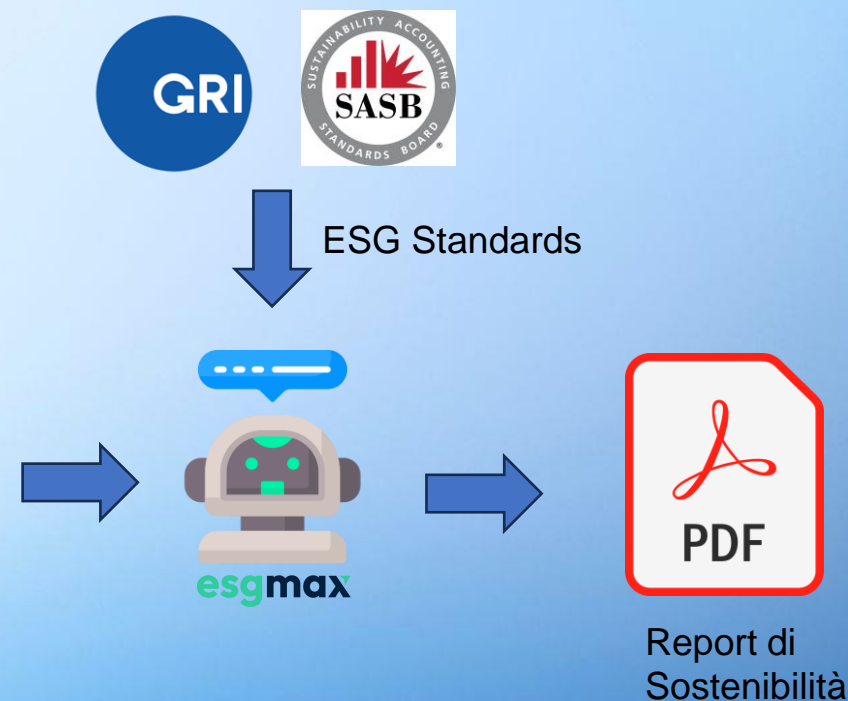 GRI
SUSTAINABILITY ACCOUNTING
SASB
STANDARDS BOARD
®
ESG Standards
esgmax
PDF
Report di
Sostenibilità